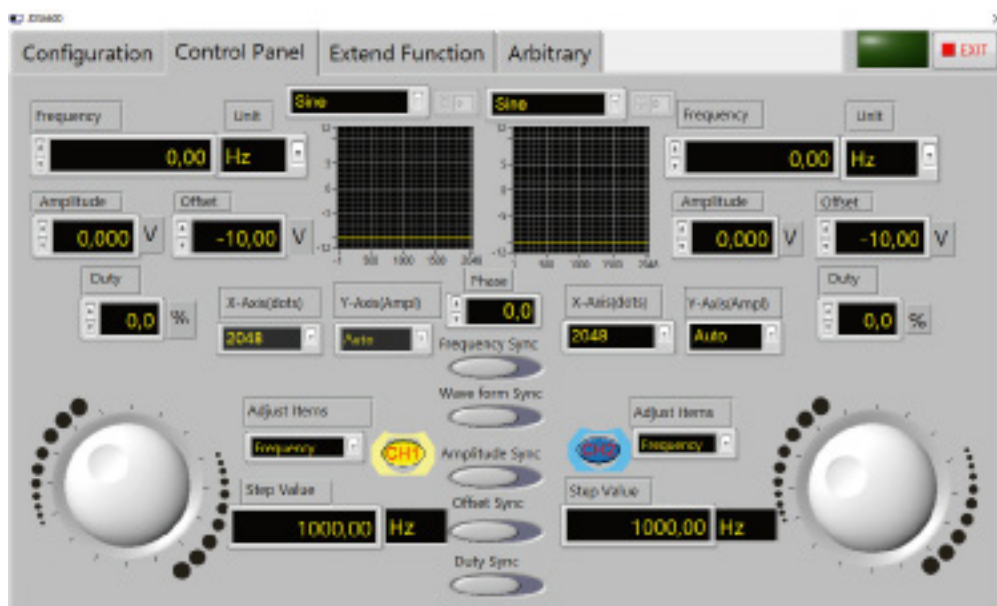 JDS6600
Configuration Control Panel Extend Function Arbitrary EXIT
Sine Sine
Frequency Unit Frequency Unit
0,00 Hz 0,00 Hz
Amplitude Offset Amplitude Offset
0,000 V -10,00 V 0,000 V -10,00 V
Duty Phase Duty
0,0 % X-Axis(dots) Y-Axis(Ampl) 0,0 X-Axis(dots) Y-Axis(Ampl) 0,0 %
2048 Auto 2048 Auto
Frequency Sync
Wave form Sync
Adjust Items Adjust Items
Frequency CH1 Amplitude Sync CH2 Frequency
Step Value Offset Sync Step Value
1000,00 Hz 1000,00 Hz
Duty Sync